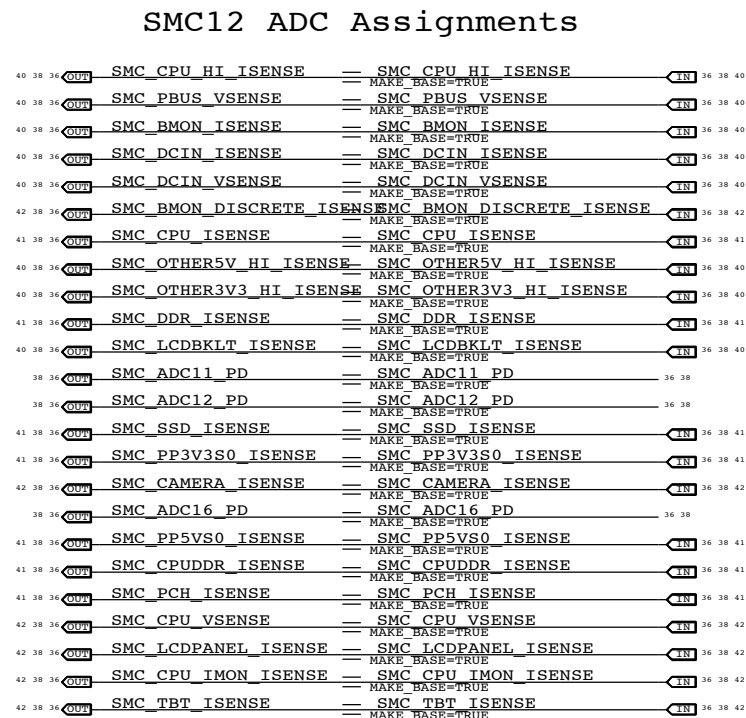 SMC12 ADC Assignments
40 38 36 OUT SMC_CPU_HI_ISENSE SMC_CPU_HI_ISENSE IN 36 38 40
MAKE_BASE=TRUE
40 38 36 OUT SMC_PBUS_VSENSE SMC_PBUS_VSENSE IN 36 38 40
MAKE_BASE=TRUE
40 38 36 OUT SMC_BMON_ISENSE SMC_BMON_ISENSE IN 36 38 40
MAKE_BASE=TRUE
40 38 36 OUT SMC_DCIN_ISENSE SMC_DCIN_ISENSE IN 36 38 40
MAKE_BASE=TRUE
40 38 36 OUT SMC_DCIN_VSENSE SMC_DCIN_VSENSE IN 36 38 40
MAKE_BASE=TRUE
42 38 36 OUT SMC_BMON_DISCRETE_ISENSE SMC_BMON_DISCRETE_ISENSE IN 36 38 42
MAKE_BASE=TRUE
41 38 36 OUT SMC_CPU_ISENSE SMC_CPU_ISENSE IN 36 38 41
MAKE_BASE=TRUE
40 38 36 OUT SMC_OTHER5V_HI_ISENSE SMC_OTHER5V_HI_ISENSE IN 36 38 40
MAKE_BASE=TRUE
40 38 36 OUT SMC_OTHER3V3_HI_ISENSE SMC_OTHER3V3_HI_ISENSE IN 36 38 40
MAKE_BASE=TRUE
41 38 36 OUT SMC_DDR_ISENSE SMC_DDR_ISENSE IN 36 38 41
MAKE_BASE=TRUE
40 38 36 OUT SMC_LCDBKLT_ISENSE SMC_LCDBKLT_ISENSE IN 36 38 40
MAKE_BASE=TRUE
38 36 OUT SMC_ADC11_PD SMC_ADC11_PD 36 38
MAKE_BASE=TRUE
38 36 OUT SMC_ADC12_PD SMC_ADC12_PD 36 38
MAKE_BASE=TRUE
41 38 36 OUT SMC_SSD_ISENSE SMC_SSD_ISENSE IN 36 38 41
MAKE_BASE=TRUE
41 38 36 OUT SMC_PP3V3S0_ISENSE SMC_PP3V3S0_ISENSE IN 36 38 41
MAKE_BASE=TRUE
42 38 36 OUT SMC_CAMERA_ISENSE SMC_CAMERA_ISENSE IN 36 38 42
MAKE_BASE=TRUE
38 36 OUT SMC_ADC16_PD SMC_ADC16_PD 36 38
MAKE_BASE=TRUE
41 38 36 OUT SMC_PP5VS0_ISENSE SMC_PP5VS0_ISENSE IN 36 38 41
MAKE_BASE=TRUE
41 38 36 OUT SMC_CPUDDR_ISENSE SMC_CPUDDR_ISENSE IN 36 38 41
MAKE_BASE=TRUE
41 38 36 OUT SMC_PCH_ISENSE SMC_PCH_ISENSE IN 36 38 41
MAKE_BASE=TRUE
42 38 36 OUT SMC_CPU_VSENSE SMC_CPU_VSENSE IN 36 38 42
MAKE_BASE=TRUE
42 38 36 OUT SMC_LCDPANEL_ISENSE SMC_LCDPANEL_ISENSE IN 36 38 42
MAKE_BASE=TRUE
42 38 36 OUT SMC_CPU_IMON_ISENSE SMC_CPU_IMON_ISENSE IN 36 38 42
MAKE_BASE=TRUE
42 38 36 OUT SMC_TBT_ISENSE SMC_TBT_ISENSE IN 36 38 42
MAKE_BASE=TRUE